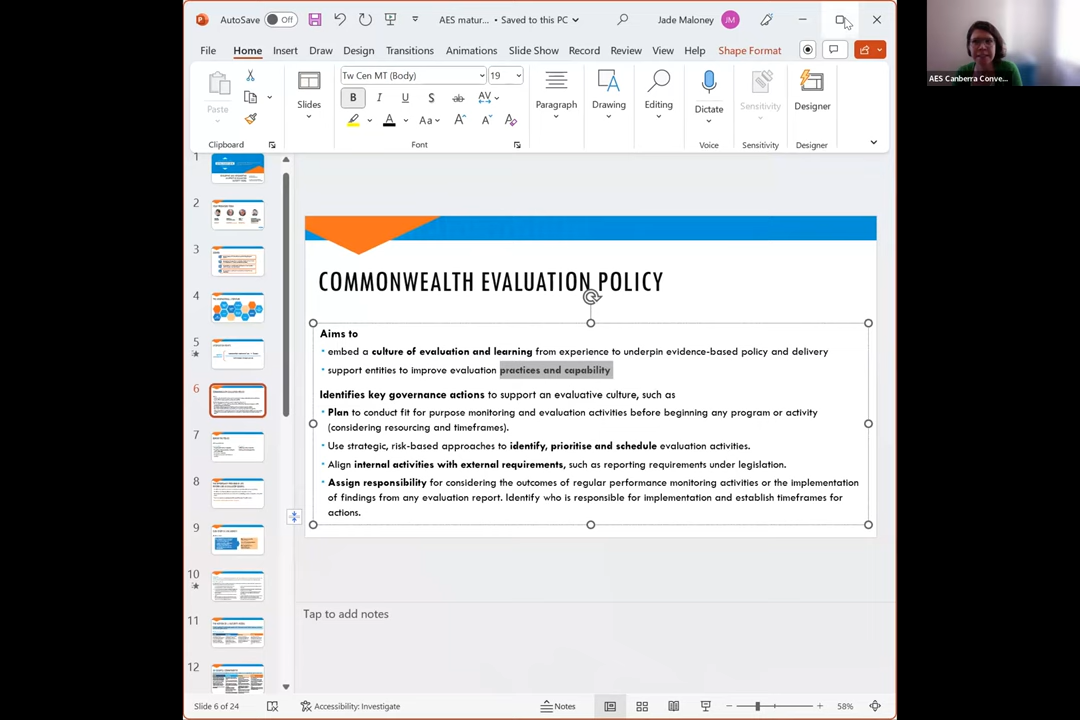 AutoSave
Off
AES matur... • Saved to this PC
Jade Maloney
JM
File
Home
Insert
Draw
Design
Transitions
Animations
Slide Show
Record
Review
View
Help
Shape Format
Paste
Clipboard
Tw Cen MT (Body)
19
B
I
U
S
ab
AV
A
Aa
A
A
A
Font
Slides
Paragraph
Drawing
Editing
Dictate
Voice
Sensitivity
Sensitivity
Designer
Designer
AES Canberra Conve...
1
2
3
4
5
6
7
8
9
10
11
12
COMMONWEALTH EVALUATION POLICY
Aims to
• embed a culture of evaluation and learning from experience to underpin evidence-based policy and delivery
• support entities to improve evaluation practices and capability
Identifies key governance actions to support an evaluative culture, such as
• Plan to conduct fit for purpose monitoring and evaluation activities before beginning any program or activity
(considering resourcing and timeframes).
• Use strategic, risk-based approaches to identify, prioritise and schedule evaluation activities.
• Align internal activities with external requirements, such as reporting requirements under legislation.
• Assign responsibility for considering the outcomes of regular performance monitoring activities or the implementation
of findings from any evaluation report. Identify who is responsible for implementation and establish timeframes for
actions.
Tap to add notes
Slide 6 of 24
Accessibility: Investigate
Notes
58%